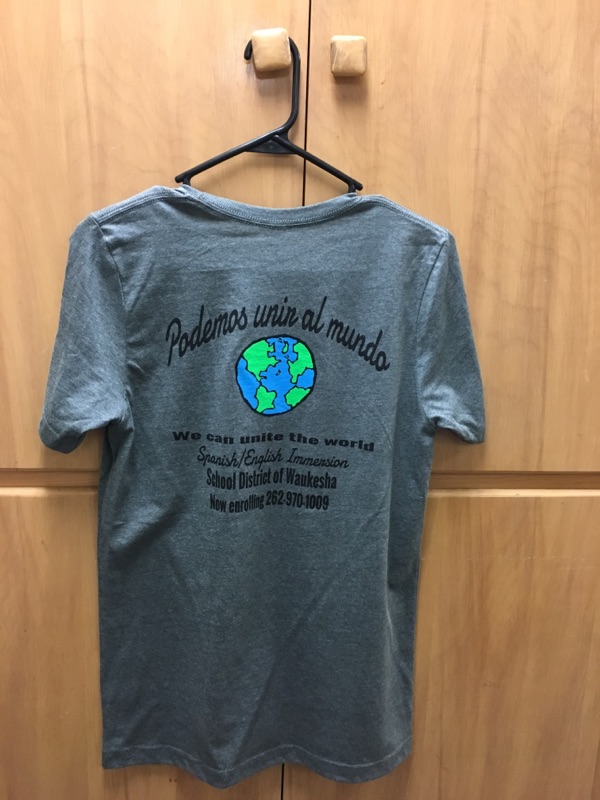 Podemos unir al mundo
We can unite the world
Spanish/English Immersion
School District of Waukesha
Now enrolling 262-970-1009